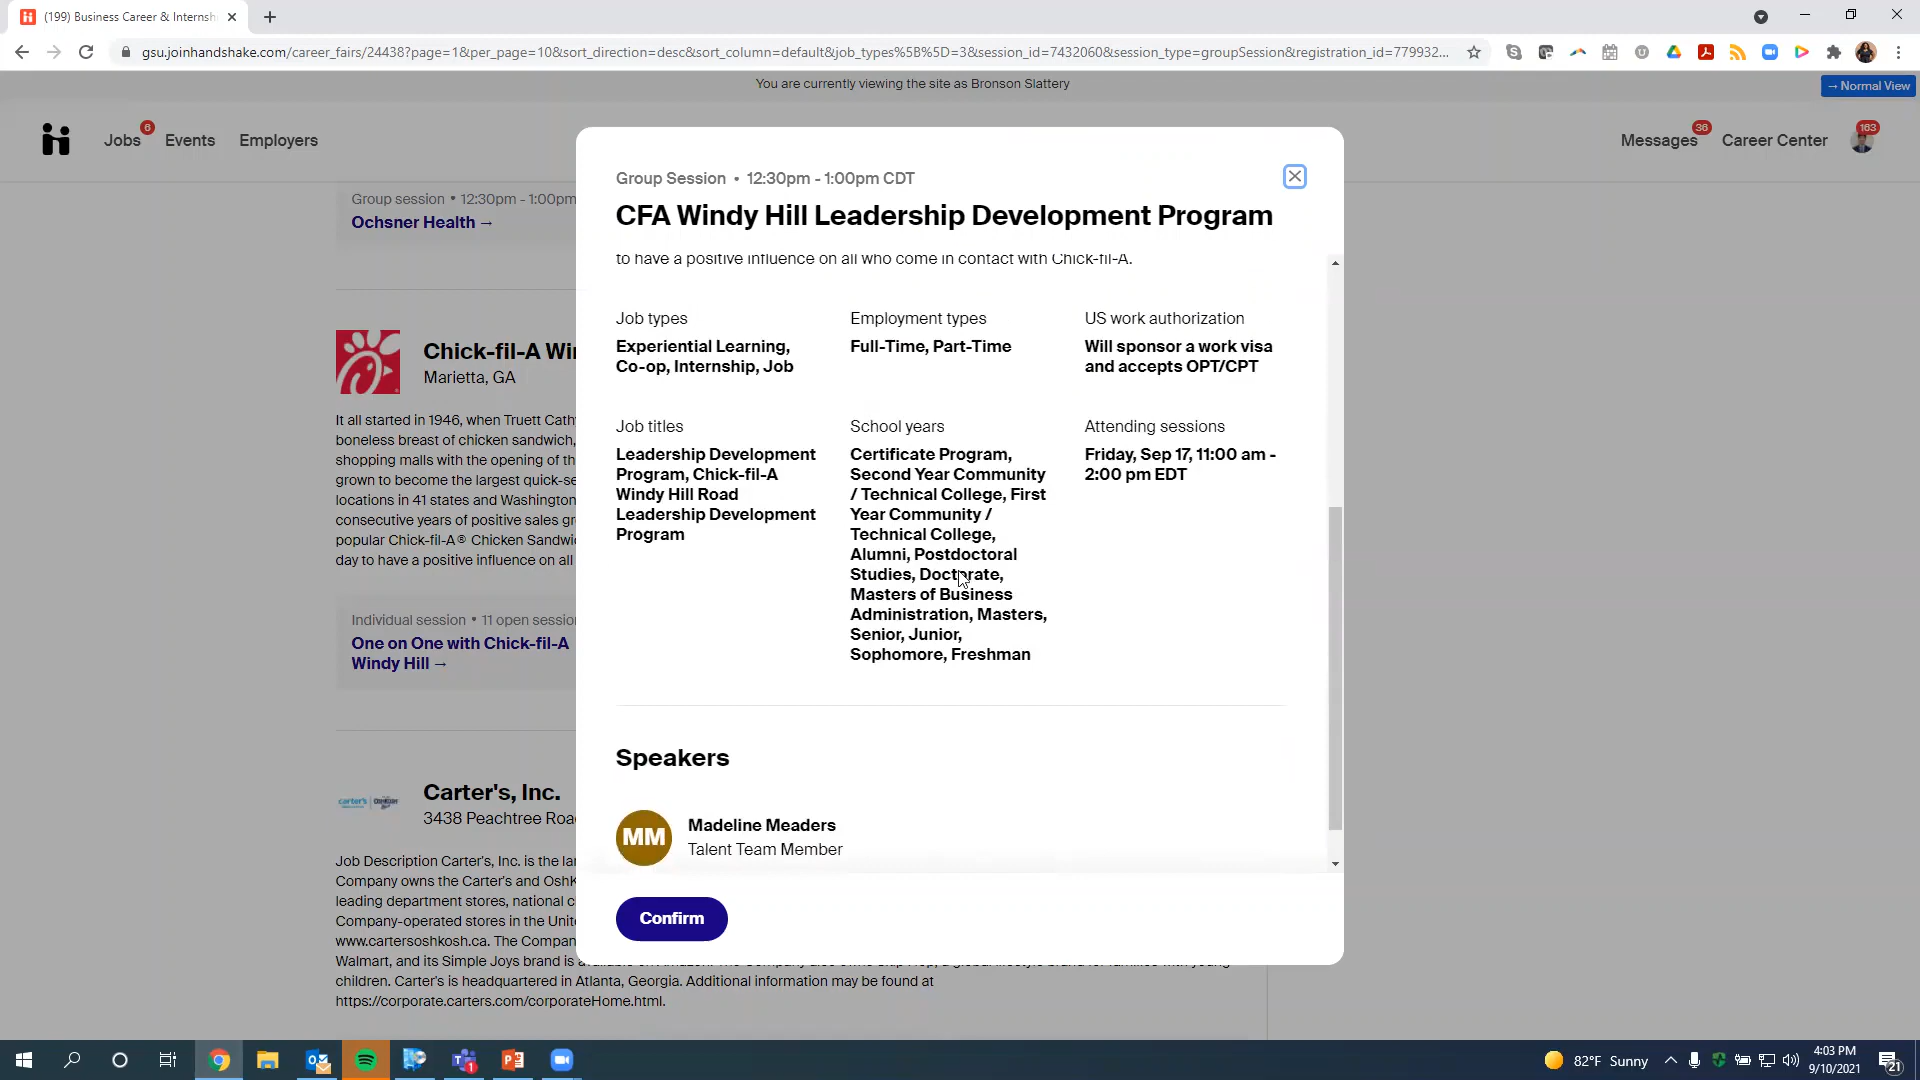 (199) Business Career & Internsh
gsu.joinhandshake.com/career_fairs/24438?page=1&per_page=10&sort_direction=desc&sort_column=default&job_types%5B%5D=3&session_id=7432060&session_type=groupSession&registration_id=779932...
You are currently viewing the site as Bronson Slattery
→ Normal View
Jobs 6 Events Employers
Messages 36 Career Center 163
Group session • 12:30pm - 1:00pm
Ochsner Health →
Chick-fil-A Wi
Marietta, GA
It all started in 1946, when Truett Cath
boneless breast of chicken sandwich,
shopping malls with the opening of th
grown to become the largest quick-se
locations in 41 states and Washington
consecutive years of positive sales gr
popular Chick-fil-A® Chicken Sandwi
day to have a positive influence on all
Individual session • 11 open session
One on One with Chick-fil-A
Windy Hill →
Carter's, Inc.
3438 Peachtree Roa
Job Description Carter's, Inc. is the la
Company owns the Carter's and OshK
leading department stores, national c
Company-operated stores in the Unit
www.cartersoshkosh.ca. The Compan
Walmart, and its Simple Joys brand is
children. Carter's is headquartered in Atlanta, Georgia. Additional information may be found at
https://corporate.carters.com/corporateHome.html.
Group Session • 12:30pm - 1:00pm CDT
CFA Windy Hill Leadership Development Program
to have a positive influence on all who come in contact with Chick-fil-A.
Job types
Experiential Learning,
Co-op, Internship, Job
Employment types
Full-Time, Part-Time
US work authorization
Will sponsor a work visa
and accepts OPT/CPT
Job titles
Leadership Development
Program, Chick-fil-A
Windy Hill Road
Leadership Development
Program
School years
Certificate Program,
Second Year Community
/ Technical College, First
Year Community /
Technical College,
Alumni, Postdoctoral
Studies, Doctorate,
Masters of Business
Administration, Masters,
Senior, Junior,
Sophomore, Freshman
Attending sessions
Friday, Sep 17, 11:00 am -
2:00 pm EDT
Speakers
MM
Madeline Meaders
Talent Team Member
Confirm
82°F Sunny
4:03 PM
9/10/2021
21